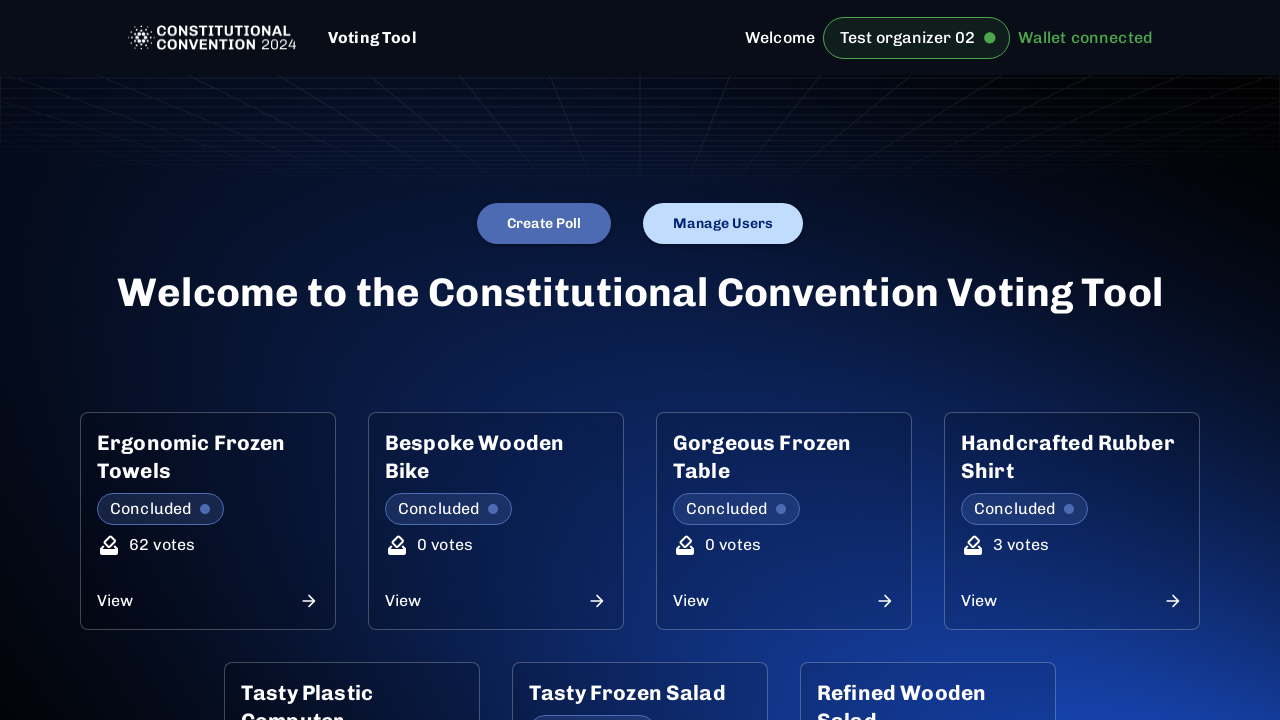 CONSTITUTIONAL
CONVENTION 2024
Voting Tool
Welcome
Test organizer 02
Wallet connected
Create Poll
Manage Users
Welcome to the Constitutional Convention Voting Tool
Ergonomic Frozen
Towels
Concluded
62 votes
View
Bespoke Wooden
Bike
Concluded
0 votes
View
Gorgeous Frozen
Table
Concluded
0 votes
View
Handcrafted Rubber
Shirt
Concluded
3 votes
View
Tasty Plastic
Computer
Tasty Frozen Salad
Refined Wooden
Salad